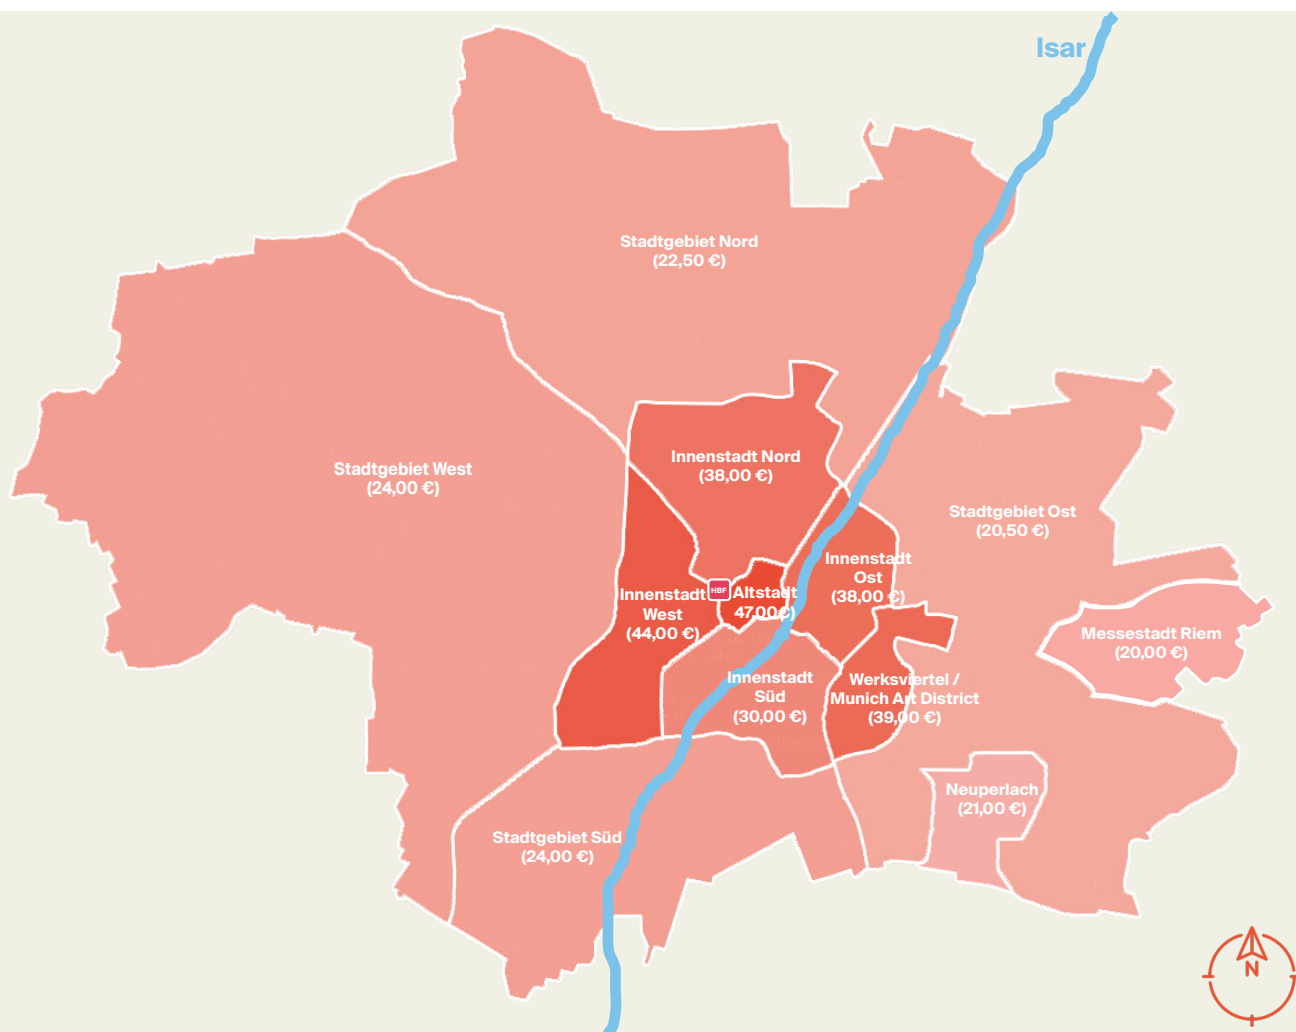 Isar
Stadtgebiet Nord
(22,50 €)
Innenstadt Nord
(38,00 €)
Stadtgebiet West
(24,00 €)
Stadtgebiet Ost
(20,50 €)
Innenstadt
Ost
(38,00 €)
HBF
Altstadt
47,00€)
Innenstadt
West
(44,00 €)
Messestadt Riem
(20,00 €)
Innenstadt
Süd
(30,00 €)
Werksviertel /
Munich Art District
(39,00 €)
Neuperlach
(21,00 €)
Stadtgebiet Süd
(24,00 €)
N